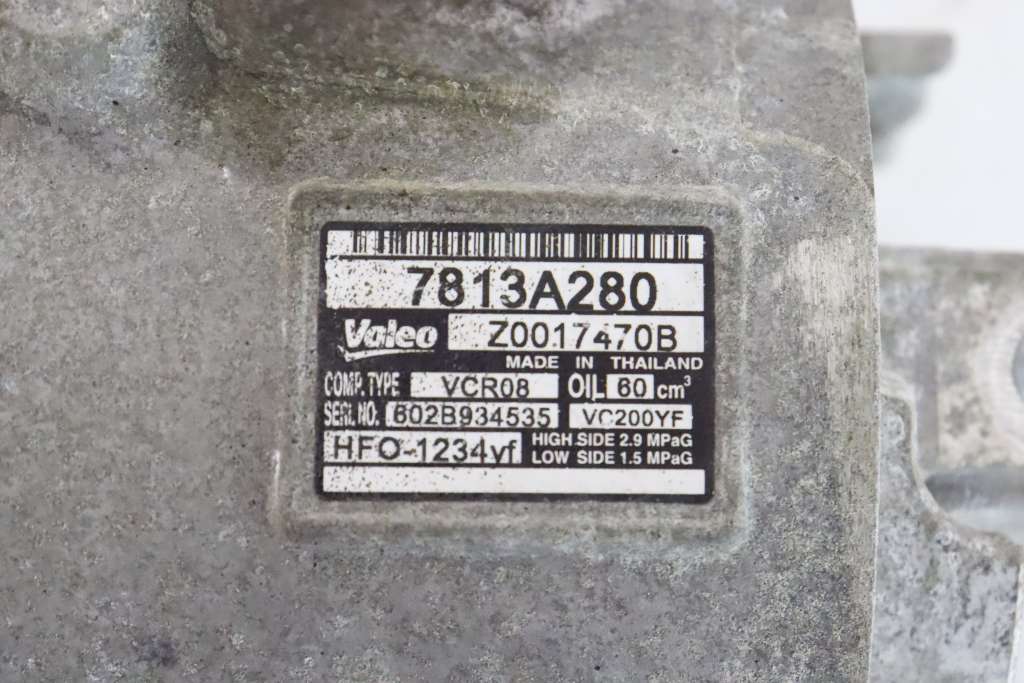 7813A280
Valeo Z0017470B
MADE IN THAILAND
COMP. TYPE VCR08 OIL 60 cm³
SERI. NO. 602B934535 VC200YF
HFO-1234yf HIGH SIDE 2.9 MPaG
LOW SIDE 1.5 MPaG